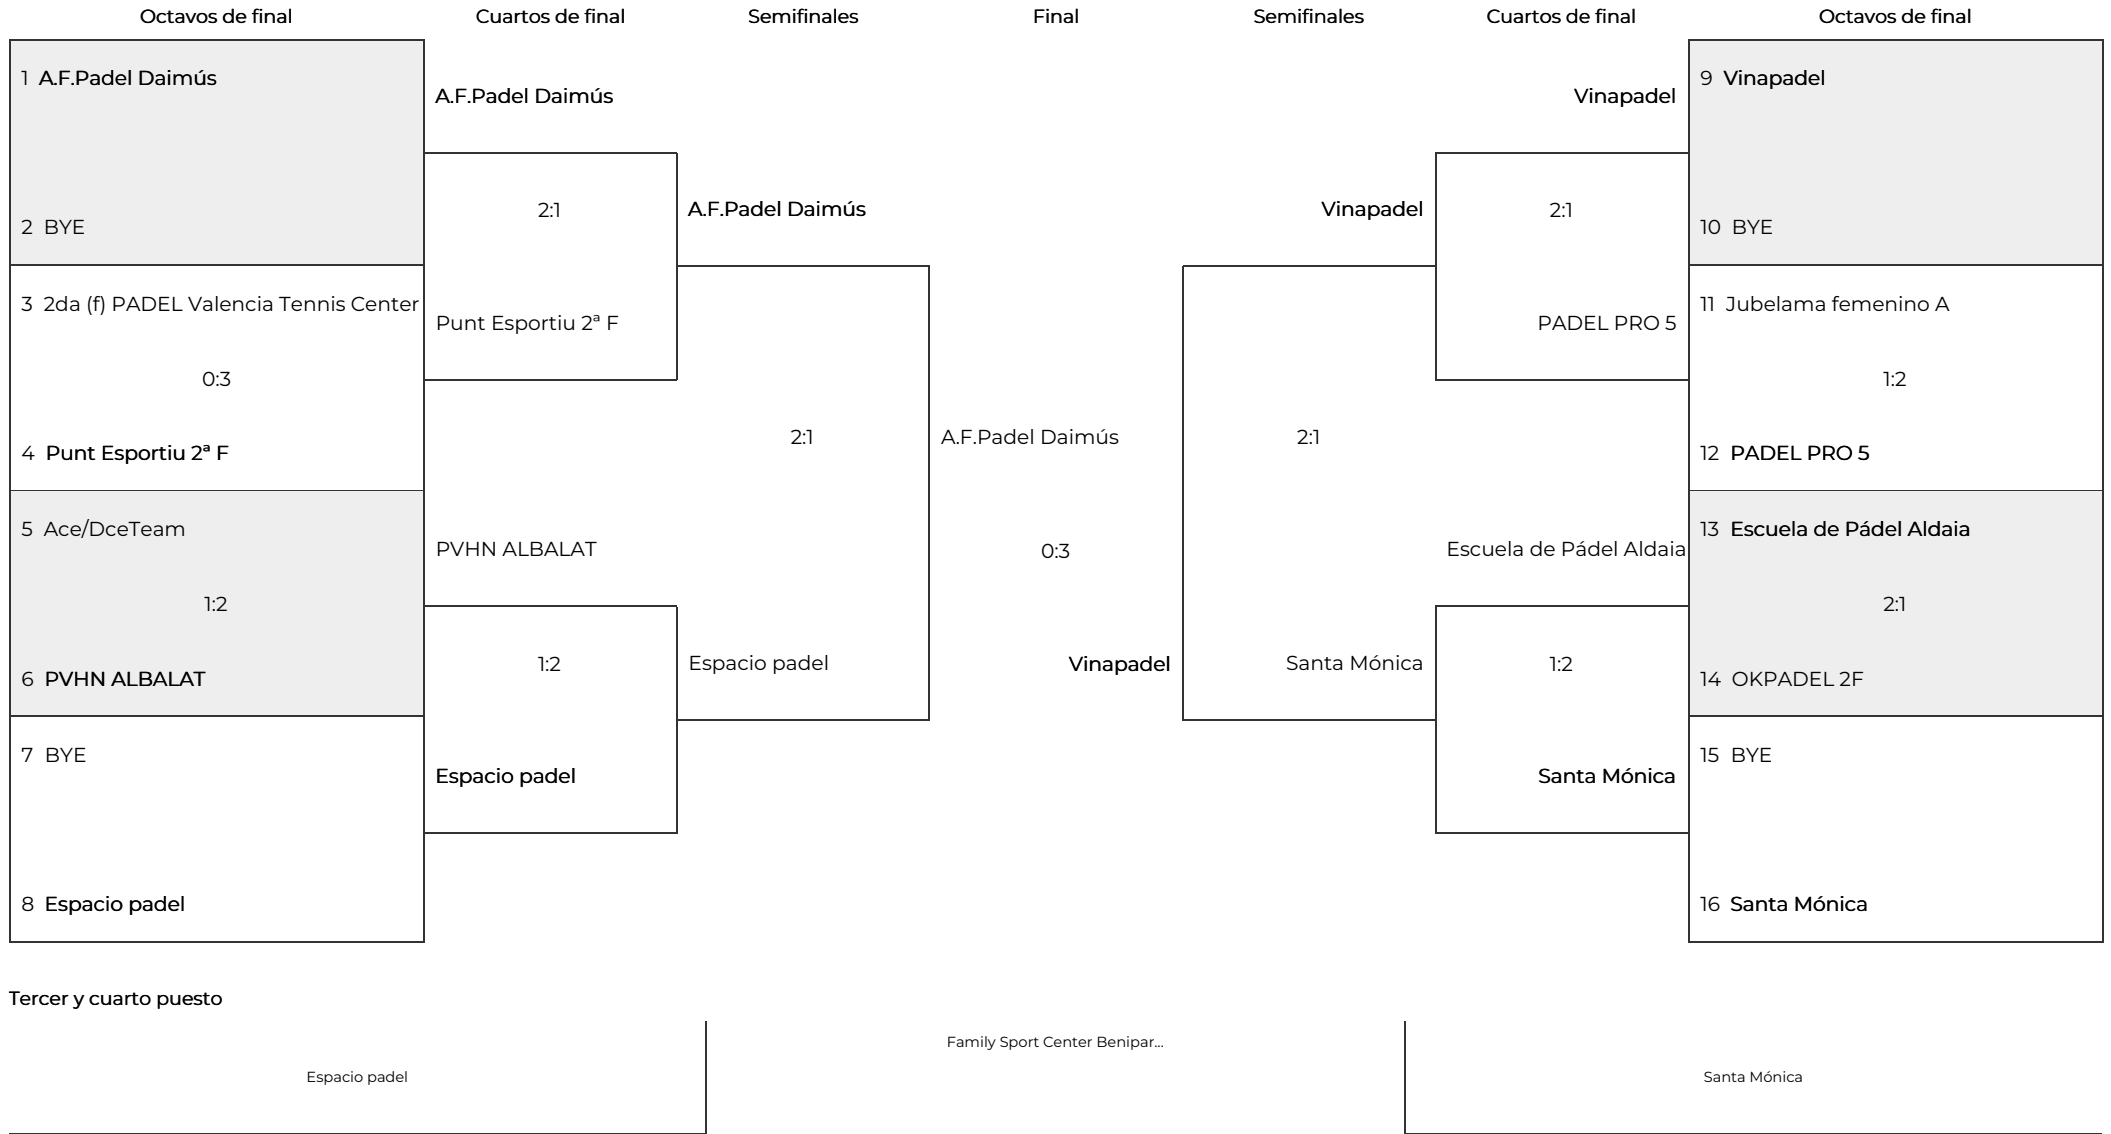 Octavos de final
Cuartos de final
Semifinales
Final
Semifinales
Cuartos de final
Octavos de final
1 A.F.Padel Daimús
2 BYE
3 2da (f) PADEL Valencia Tennis Center
0:3
4 Punt Esportiu 2ª F
5 Ace/DceTeam
1:2
6 PVHN ALBALAT
7 BYE
8 Espacio padel
A.F.Padel Daimús
2:1
Punt Esportiu 2ª F
PVHN ALBALAT
1:2
Espacio padel
A.F.Padel Daimús
2:1
Espacio padel
A.F.Padel Daimús
0:3
Vinapadel
Vinapadel
2:1
Santa Mónica
Vinapadel
2:1
PADEL PRO 5
Escuela de Pádel Aldaia
1:2
Santa Mónica
9 Vinapadel
10 BYE
11 Jubelama femenino A
1:2
12 PADEL PRO 5
13 Escuela de Pádel Aldaia
2:1
14 OKPADEL 2F
15 BYE
16 Santa Mónica
Tercer y cuarto puesto
Espacio padel
Family Sport Center Benipar...
Santa Mónica